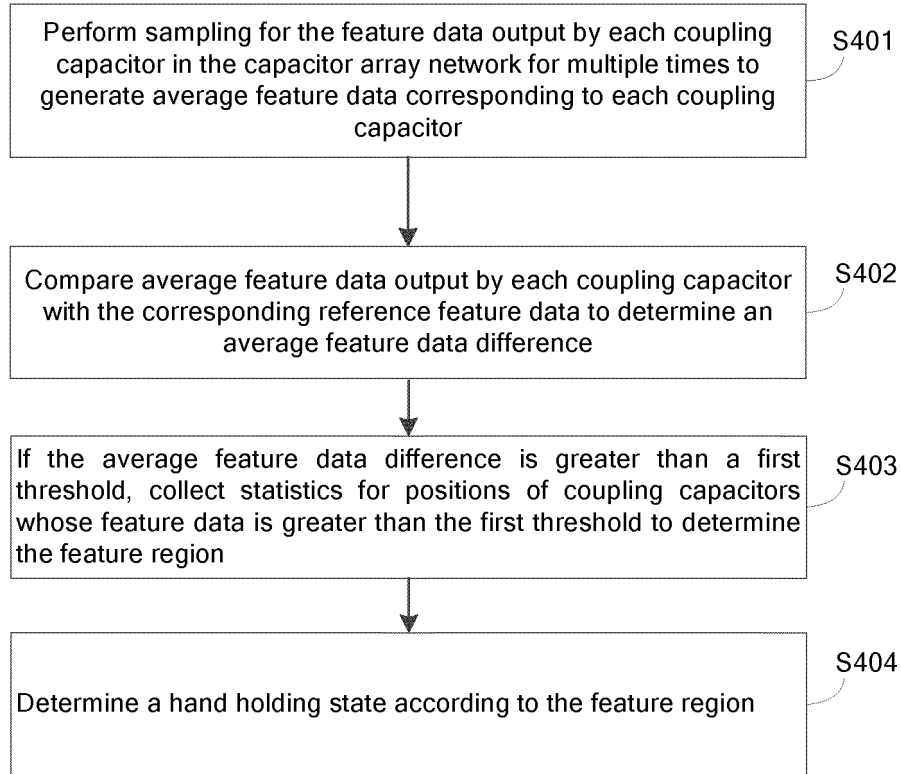 Perform sampling for the feature data output by each coupling
capacitor in the capacitor array network for multiple times to
generate average feature data corresponding to each coupling
capacitor
S401
Compare average feature data output by each coupling capacitor
with the corresponding reference feature data to determine an
average feature data difference
S402
If the average feature data difference is greater than a first
threshold, collect statistics for positions of coupling capacitors
whose feature data is greater than the first threshold to determine
the feature region
S403
Determine a hand holding state according to the feature region
S404